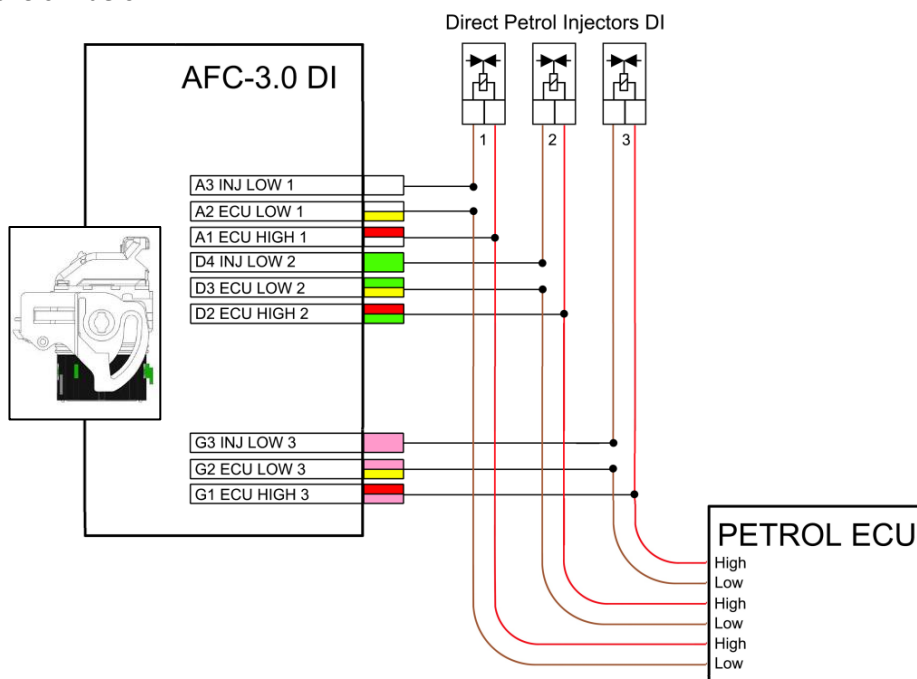 Direct Petrol Injectors DI
AFC-3.0 DI
1
2
3
A3 INJ LOW 1
A2 ECU LOW 1
A1 ECU HIGH 1
D4 INJ LOW 2
D3 ECU LOW 2
D2 ECU HIGH 2
G3 INJ LOW 3
G2 ECU LOW 3
G1 ECU HIGH 3
PETROL ECU
High
Low
High
Low
High
Low